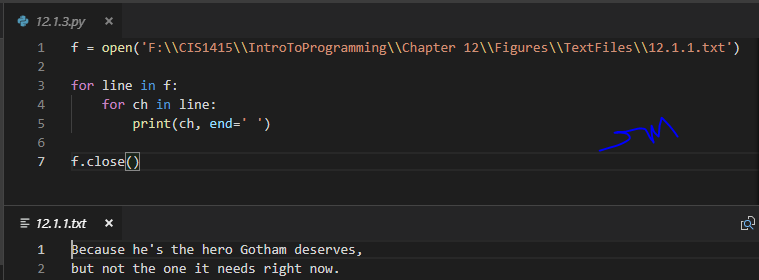 12.1.3.py ×
1 f = open('F:\\CIS1415\\IntroToProgramming\\Chapter 12\\Figures\\TextFiles\\12.1.1.txt')
2
3 for line in f:
4     for ch in line:
5         print(ch, end=' ')
6
7 f.close()
12.1.1.txt ×
1 Because he's the hero Gotham deserves,
2 but not the one it needs right now.